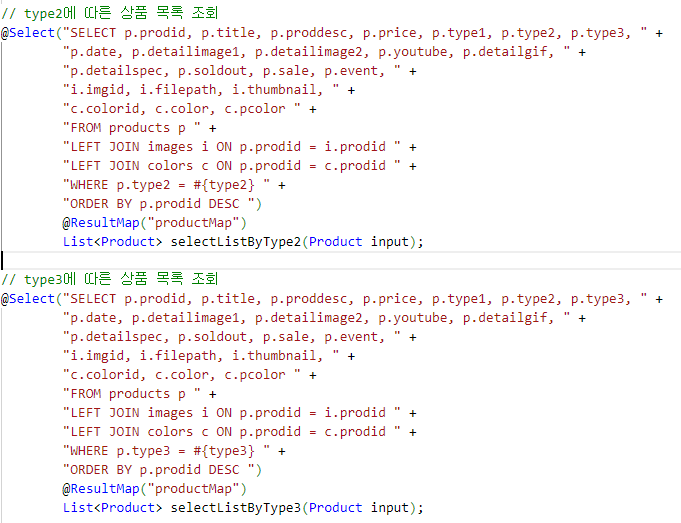 // type2에 따른 상품 목록 조회
@Select("SELECT p.prodid, p.title, p.proddesc, p.price, p.type1, p.type2, p.type3, " +
"p.date, p.detailimage1, p.detailimage2, p.youtube, p.detailgif, " +
"p.detailspec, p.soldout, p.sale, p.event, " +
"i.imgid, i.filepath, i.thumbnail, " +
"c.colorid, c.color, c.pcolor " +
"FROM products p " +
"LEFT JOIN images i ON p.prodid = i.prodid " +
"LEFT JOIN colors c ON p.prodid = c.prodid " +
"WHERE p.type2 = #{type2} " +
"ORDER BY p.prodid DESC ")
@ResultMap("productMap")
List<Product> selectListByType2(Product input);
// type3에 따른 상품 목록 조회
@Select("SELECT p.prodid, p.title, p.proddesc, p.price, p.type1, p.type2, p.type3, " +
"p.date, p.detailimage1, p.detailimage2, p.youtube, p.detailgif, " +
"p.detailspec, p.soldout, p.sale, p.event, " +
"i.imgid, i.filepath, i.thumbnail, " +
"c.colorid, c.color, c.pcolor " +
"FROM products p " +
"LEFT JOIN images i ON p.prodid = i.prodid " +
"LEFT JOIN colors c ON p.prodid = c.prodid " +
"WHERE p.type3 = #{type3} " +
"ORDER BY p.prodid DESC ")
@ResultMap("productMap")
List<Product> selectListByType3(Product input);